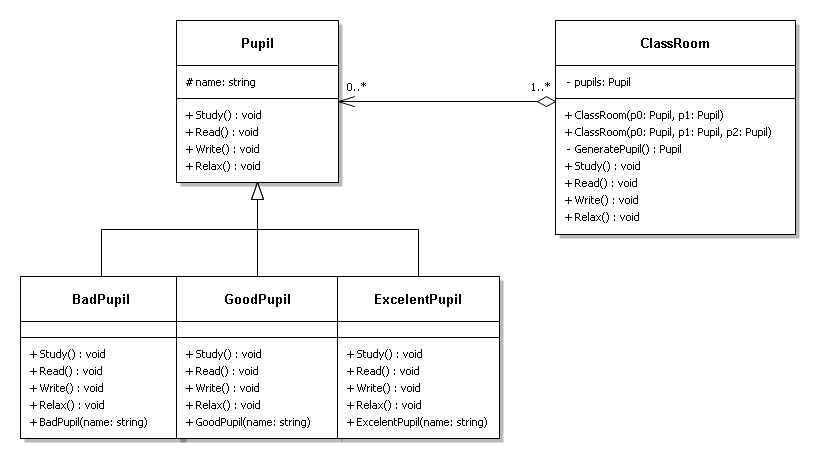 Pupil
# name: string
+ Study() : void
+ Read() : void
+ Write() : void
+ Relax() : void
0..*
1..*
ClassRoom
- pupils: Pupil
+ ClassRoom(p0: Pupil, p1: Pupil)
+ ClassRoom(p0: Pupil, p1: Pupil, p2: Pupil)
- GeneratePupil() : Pupil
+ Study() : void
+ Read() : void
+ Write() : void
+ Relax() : void
BadPupil
+ Study() : void
+ Read() : void
+ Write() : void
+ Relax() : void
+ BadPupil(name: string)
GoodPupil
+ Study() : void
+ Read() : void
+ Write() : void
+ Relax() : void
+ GoodPupil(name: string)
ExcelentPupil
+ Study() : void
+ Read() : void
+ Write() : void
+ Relax() : void
+ ExcelentPupil(name: string)